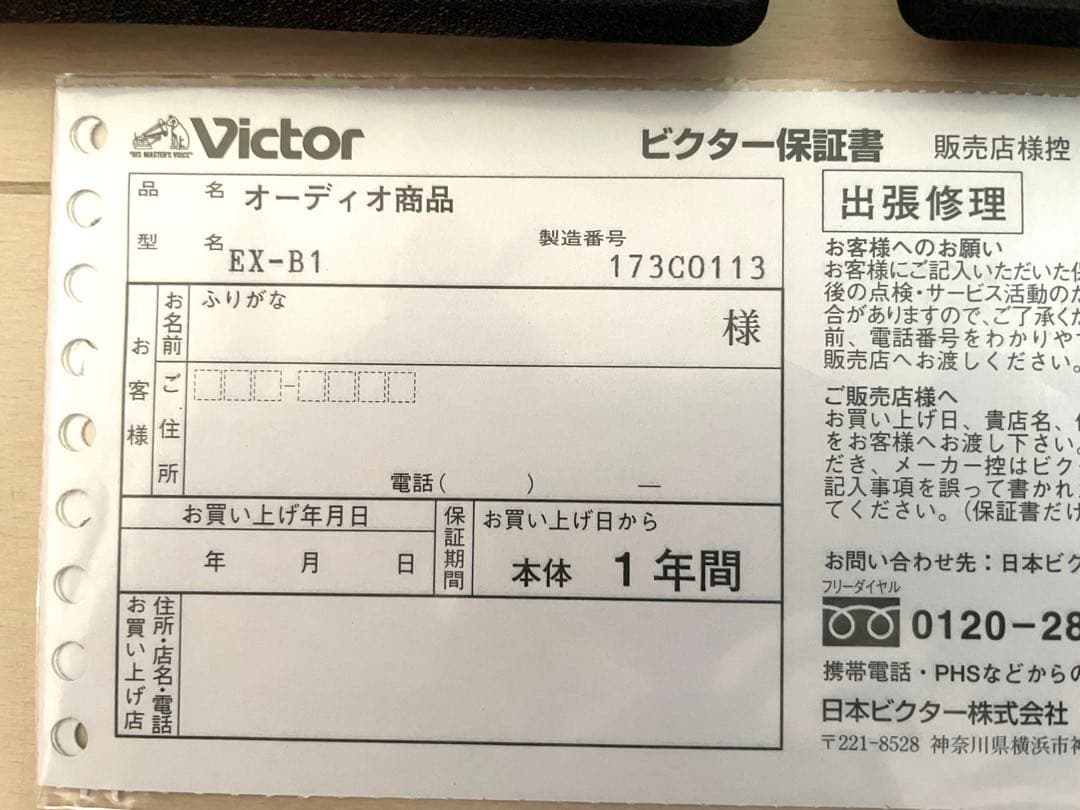 "HIS MASTER'S VOICE"
Victor
ビクター保証書 販売店様控
品名 オーディオ商品
型名 EX-B1
製造番号 173C0113
お客様
お名前
ふりがな
様
ご住所
電話( ) ―
お買い上げ年月日
年 月 日
保証期間
お買い上げ日から
本体 1年間
お買い上げ店
住所・店名・電話
出張修理
お客様へのお願い
お客様にご記入いただいた
後の点検・サービス活動の
合がありますので、ご了承く
前、電話番号をわかりや
販売店へお渡しください。
ご販売店様へ
お買い上げ日、貴店名、
をお客様へお渡し下さい。
だき、メーカー控はビク
記入事項を誤って書かれ
てください。(保証書だけ
お問い合わせ先:日本ビク
フリーダイヤル
0120-28
携帯電話・PHSなどからの
日本ビクター株式会社
〒221-8528 神奈川県横浜市